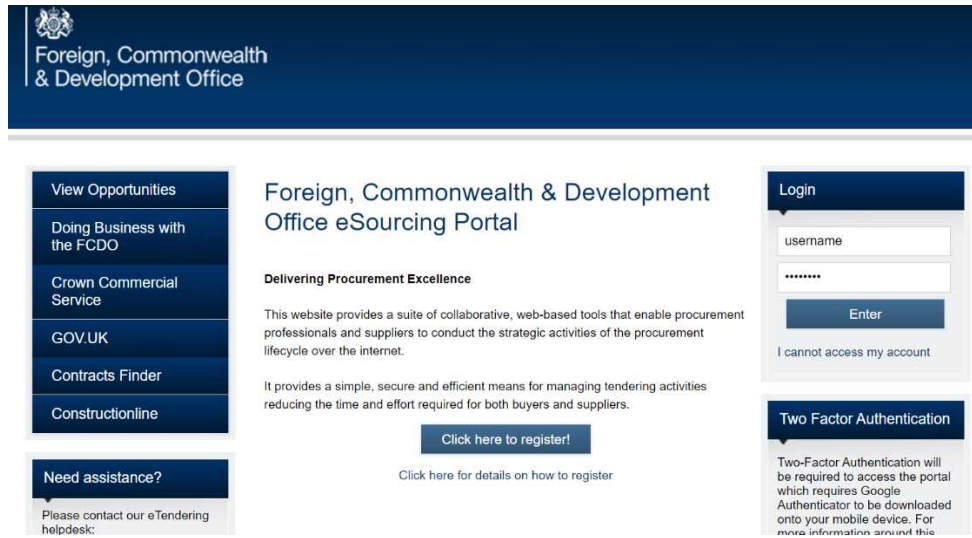 Foreign, Commonwealth
& Development Office
View Opportunities
Doing Business with
the FCDO
Crown Commercial
Service
GOV.UK
Contracts Finder
Constructionline
Need assistance?
Please contact our eTendering
helpdesk:
Foreign, Commonwealth & Development
Office eSourcing Portal
Delivering Procurement Excellence
This website provides a suite of collaborative, web-based tools that enable procurement
professionals and suppliers to conduct the strategic activities of the procurement
lifecycle over the internet.
It provides a simple, secure and efficient means for managing tendering activities
reducing the time and effort required for both buyers and suppliers.
Click here to register!
Click here for details on how to register
Login
username
••••••••
Enter
I cannot access my account
Two Factor Authentication
Two-Factor Authentication will
be required to access the portal
which requires Google
Authenticator to be downloaded
onto your mobile device. For
more information around this